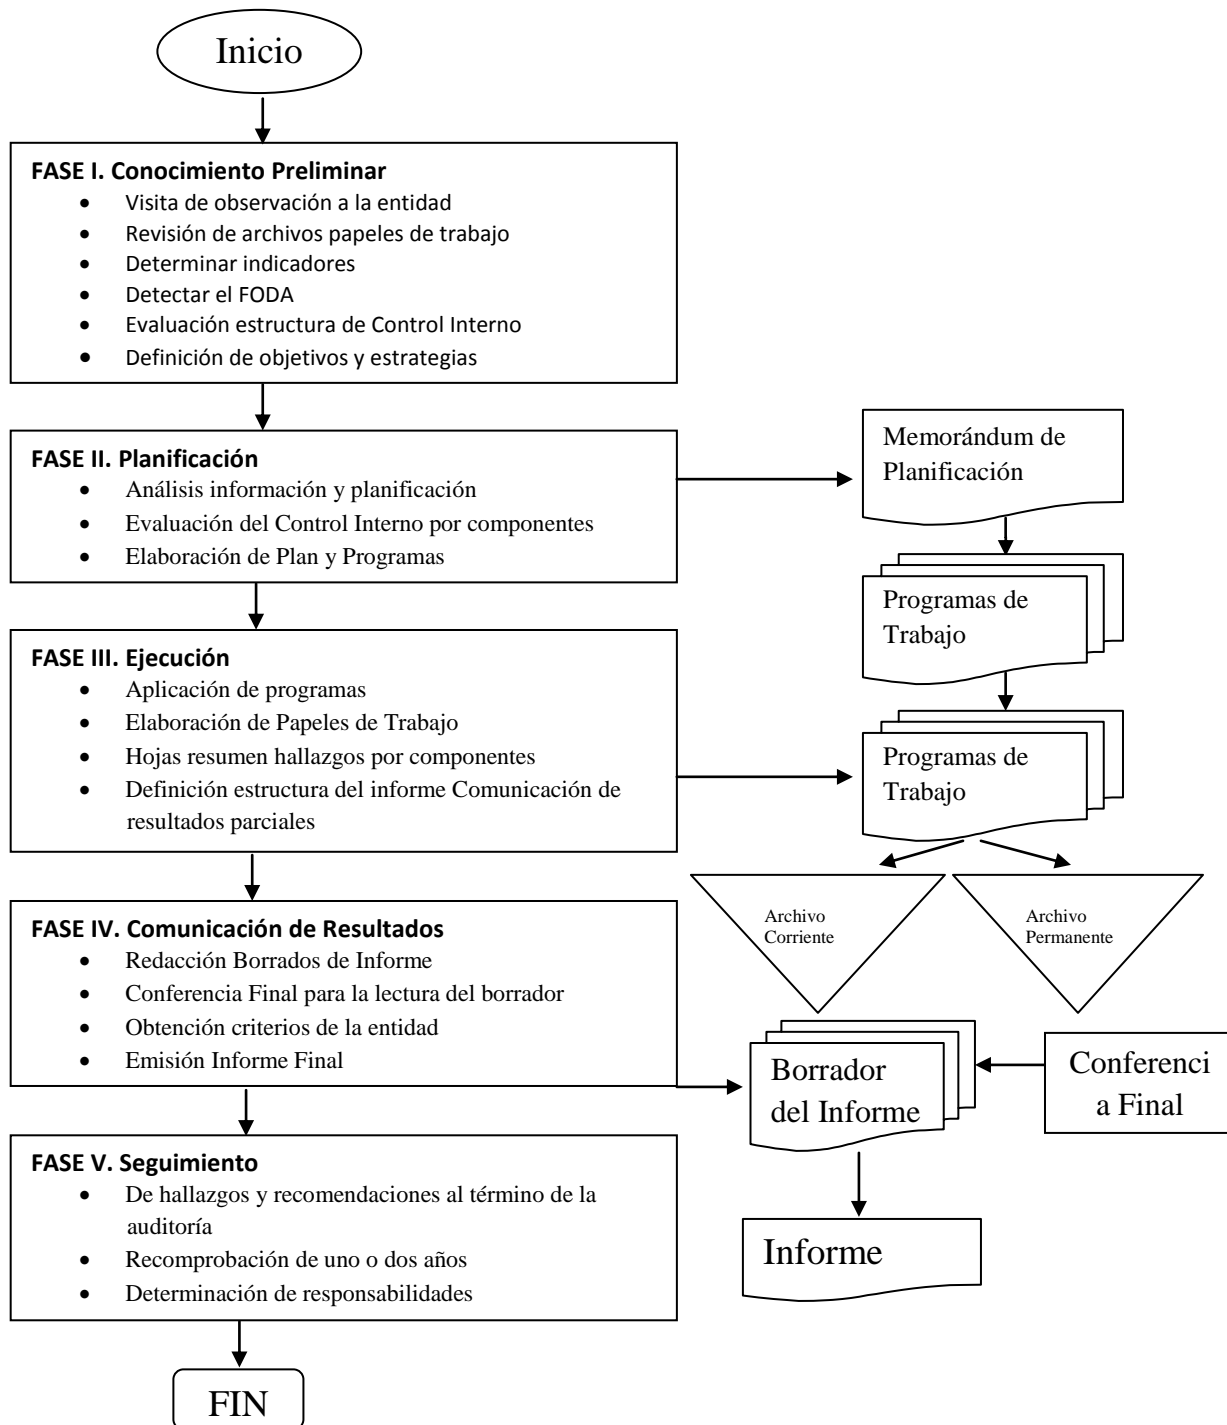 Inicio
FASE I. Conocimiento Preliminar
• Visita de observación a la entidad
• Revisión de archivos papeles de trabajo
• Determinar indicadores
• Detectar el FODA
• Evaluación estructura de Control Interno
• Definición de objetivos y estrategias
FASE II. Planificación
• Análisis información y planificación
• Evaluación del Control Interno por componentes
• Elaboración de Plan y Programas
Memorándum de
Planificación
Programas de
Trabajo
FASE III. Ejecución
• Aplicación de programas
• Elaboración de Papeles de Trabajo
• Hojas resumen hallazgos por componentes
• Definición estructura del informe Comunicación de
resultados parciales
Programas de
Trabajo
Archivo
Corriente
Archivo
Permanente
FASE IV. Comunicación de Resultados
• Redacción Borrados de Informe
• Conferencia Final para la lectura del borrador
• Obtención criterios de la entidad
• Emisión Informe Final
Borrador
del Informe
Conferenci
a Final
FASE V. Seguimiento
• De hallazgos y recomendaciones al término de la
auditoría
• Recomprobación de uno o dos años
• Determinación de responsabilidades
Informe
FIN